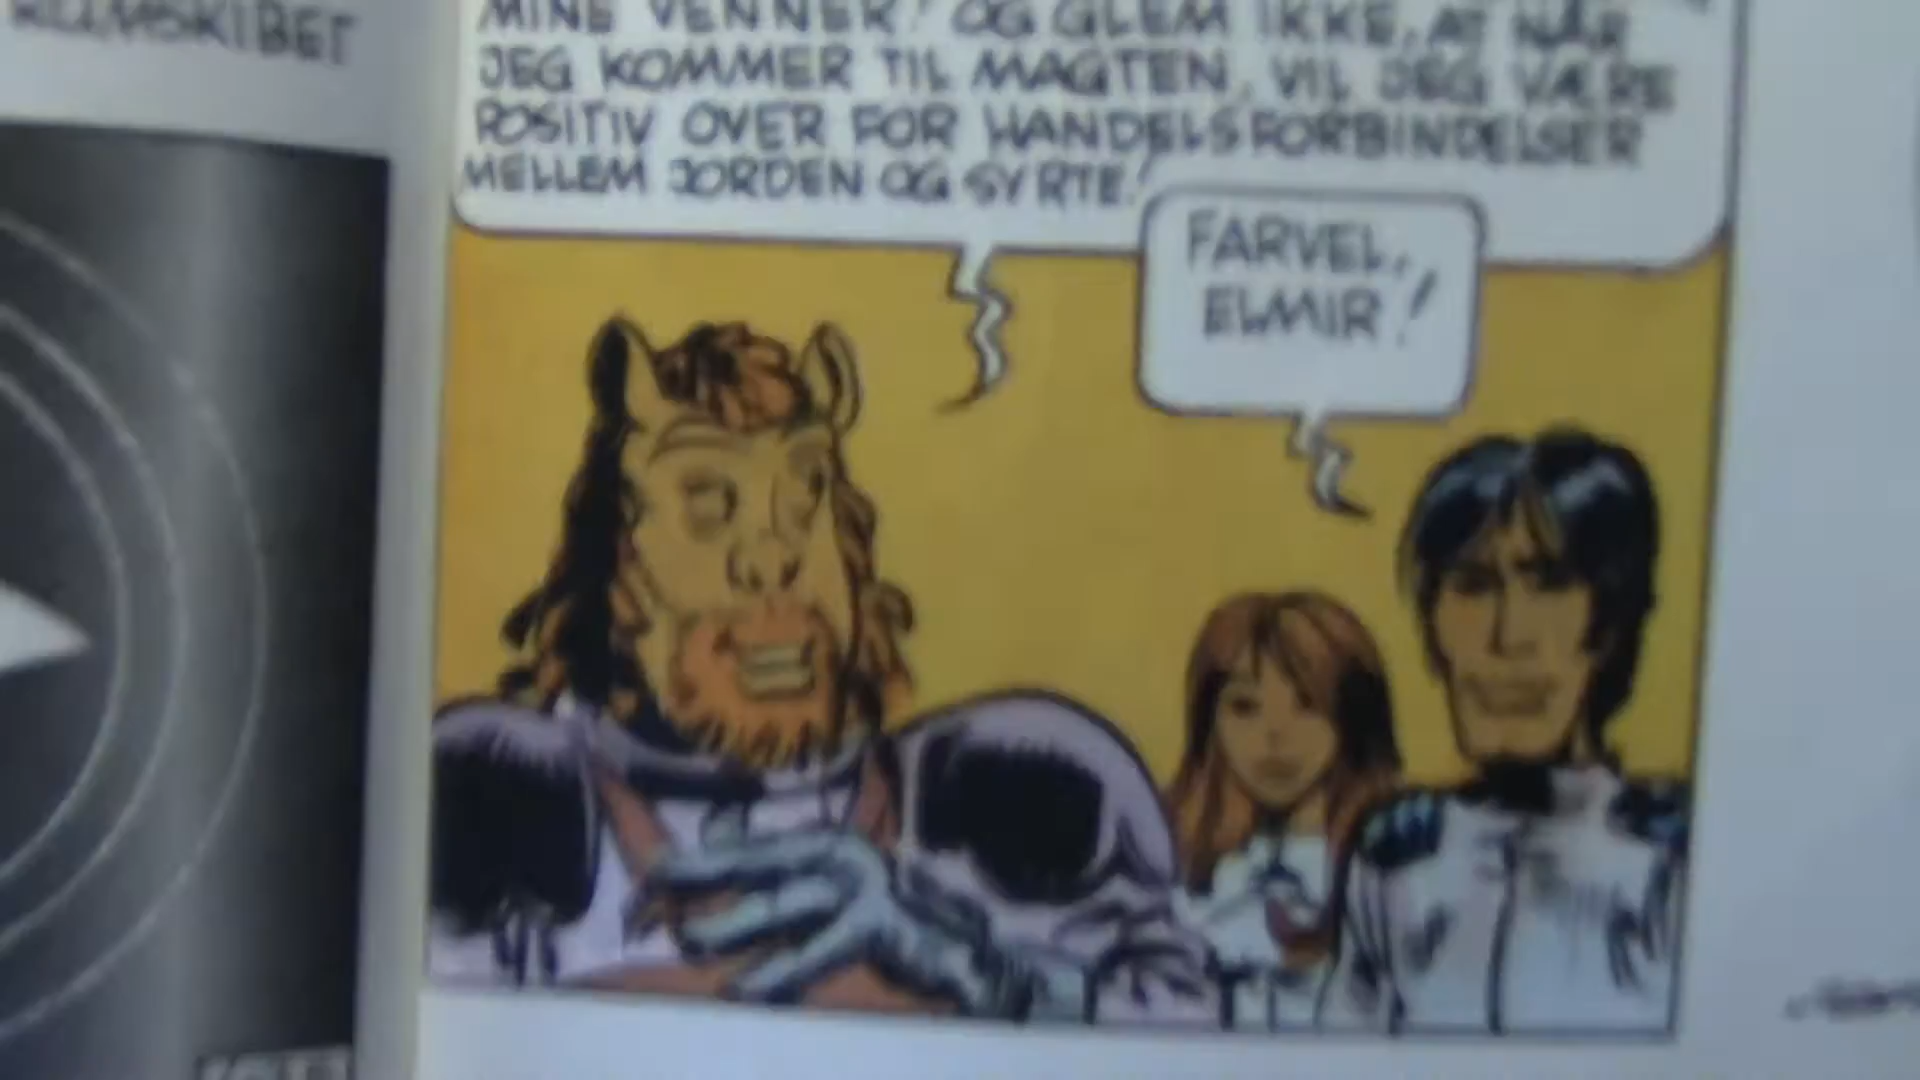 RUMSKIBET
MINE VENNER! OG GLEM IKKE, AT NÅR
JEG KOMMER TIL MAGTEN, VIL JEG VÆRE
POSITIV OVER FOR HANDELSFORBINDELSER
MELLEM JORDEN OG SYRTE!
FARVEL,
ELMIR!